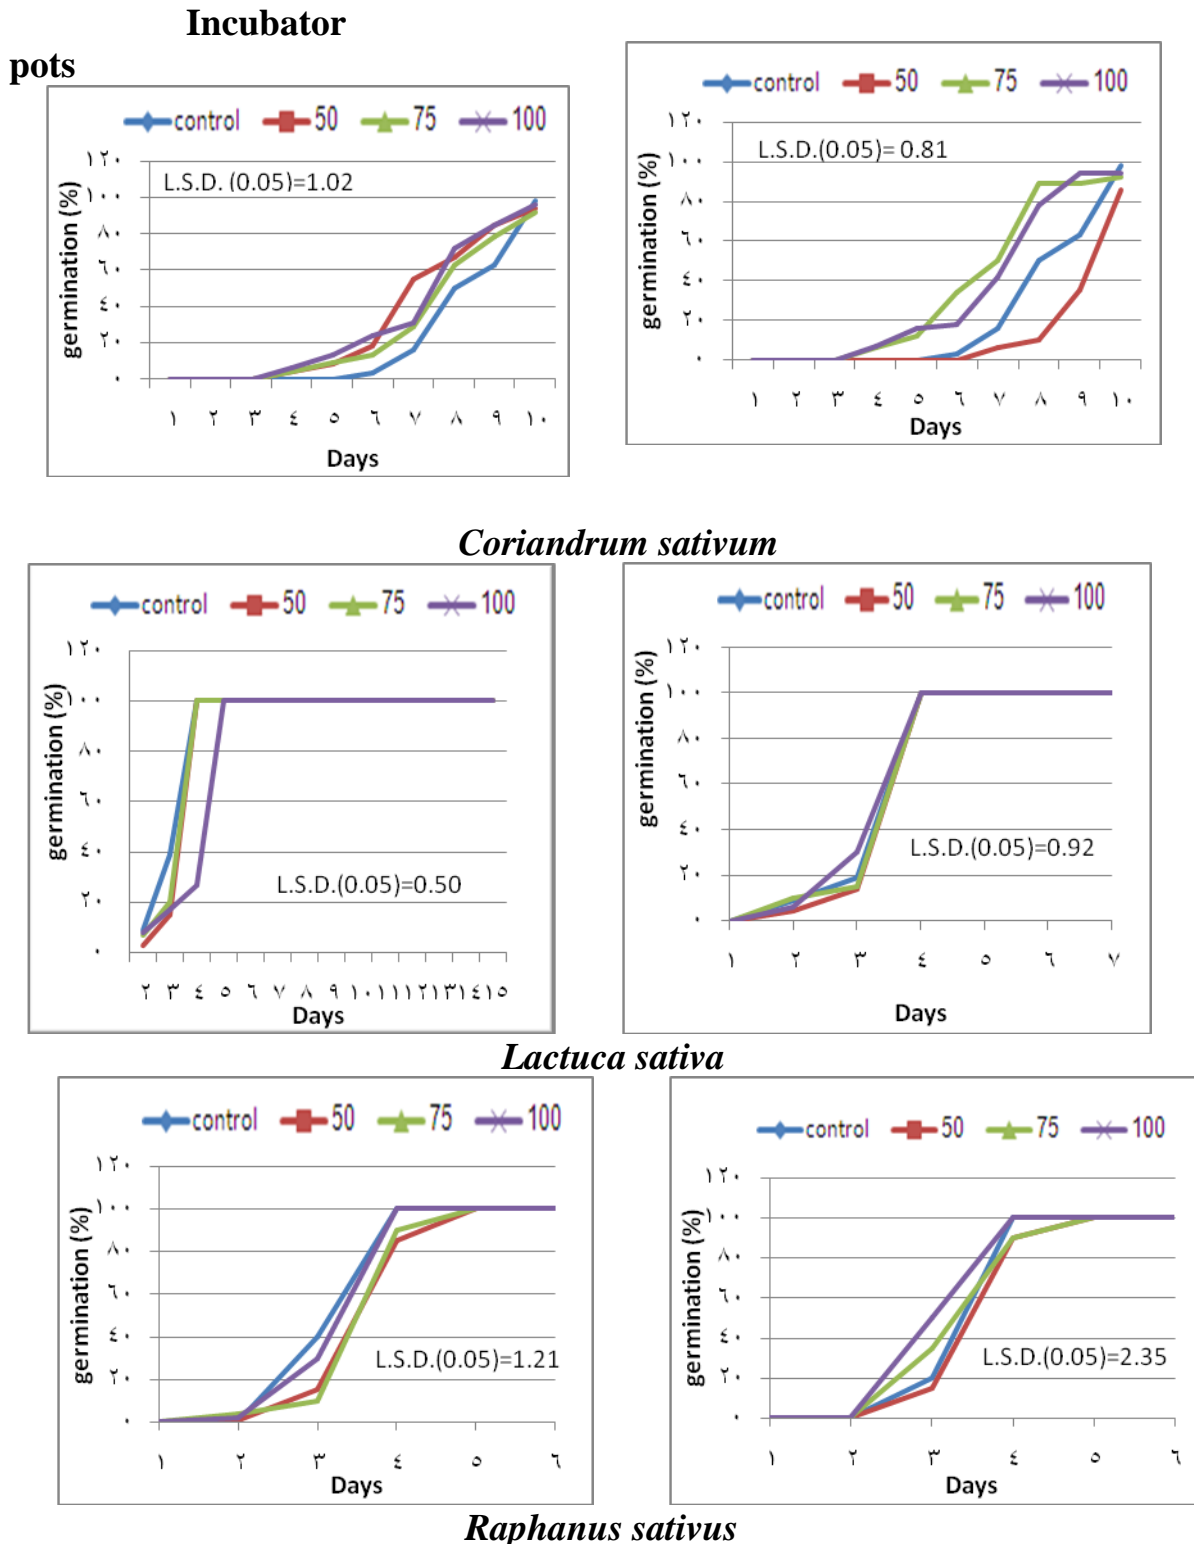 Incubator
pots
control 50 75 100
L.S.D. (0.05)=1.02
germination (%)
١٢٠
١٠٠
٨٠
٦٠
٤٠
٢٠
٠
١ ٢ ٣ ٤ ٥ ٦ ٧ ٨ ٩ ١٠
Days
control 50 75 100
L.S.D.(0.05)= 0.81
germination (%)
١٢٠
١٠٠
٨٠
٦٠
٤٠
٢٠
٠
١ ٢ ٣ ٤ ٥ ٦ ٧ ٨ ٩ ١٠
Days
Coriandrum sativum
control 50 75 100
germination (%)
١٢٠
١٠٠
٨٠
٦٠
٤٠
٢٠
٠
L.S.D.(0.05)=0.50
٢ ٣ ٤ ٥ ٦ ٧ ٨ ٩ ١٠ ١١ ١٢ ١٣ ١٤ ١٥
Days
control 50 75 100
germination (%)
١٢٠
١٠٠
٨٠
٦٠
٤٠
٢٠
٠
L.S.D.(0.05)=0.92
١ ٢ ٣ ٤ ٥ ٦ ٧
Days
Lactuca sativa
control 50 75 100
germination (%)
١٢٠
١٠٠
٨٠
٦٠
٤٠
٢٠
٠
L.S.D.(0.05)=1.21
١ ٢ ٣ ٤ ٥ ٦
Days
control 50 75 100
germination (%)
١٢٠
١٠٠
٨٠
٦٠
٤٠
٢٠
٠
L.S.D.(0.05)=2.35
١ ٢ ٣ ٤ ٥ ٦
Days
Raphanus sativus